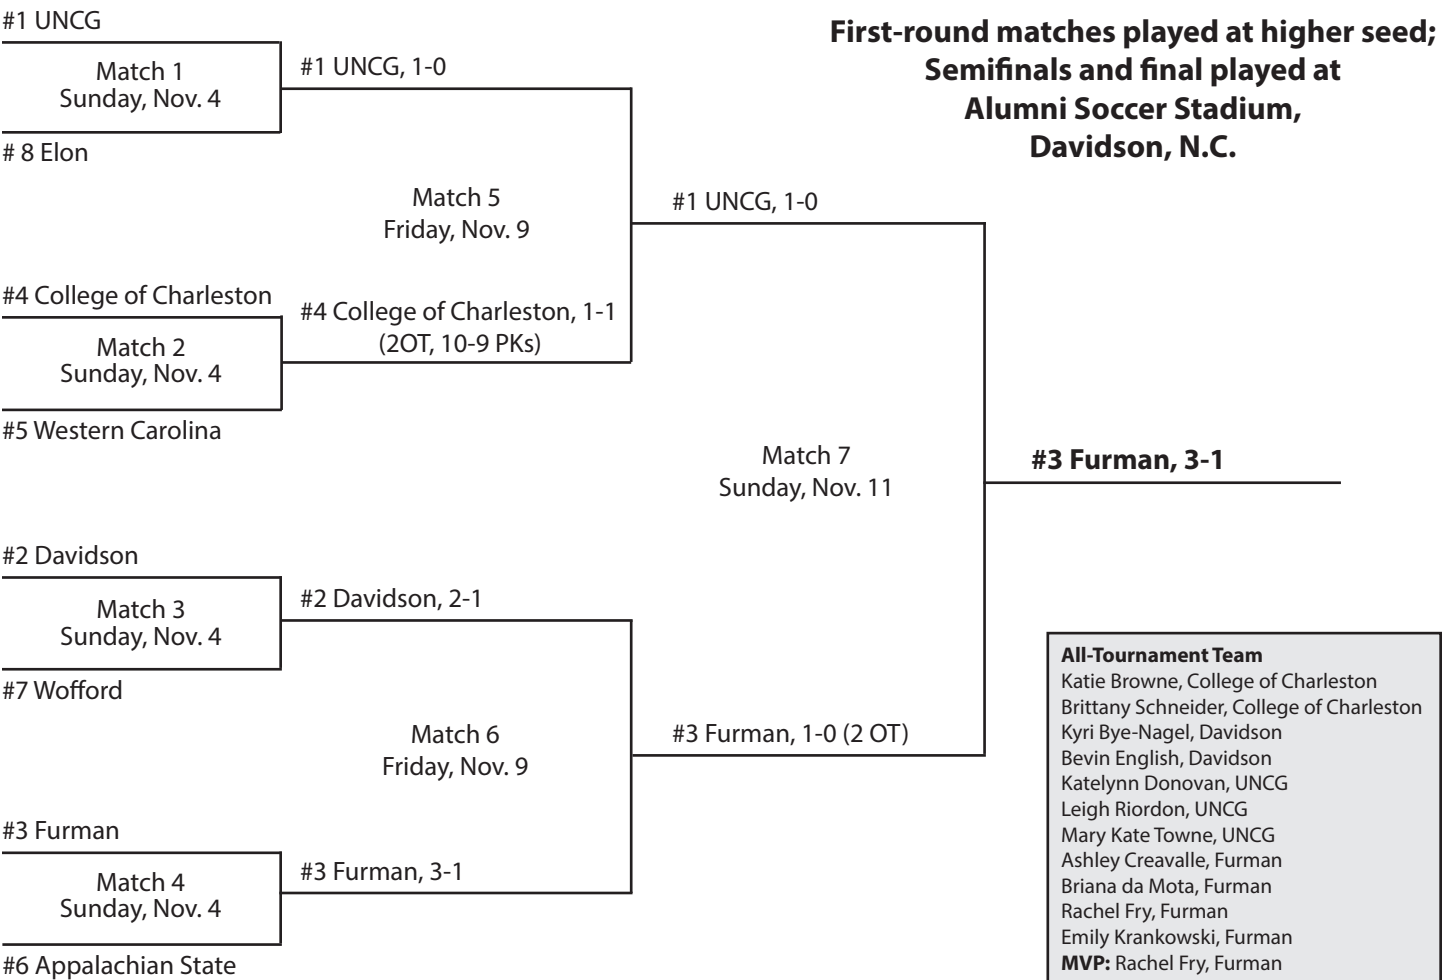 #1 UNCG
Match 1
Sunday, Nov. 4
# 8 Elon
#1 UNCG, 1-0
First-round matches played at higher seed;
Semifinals and final played at
Alumni Soccer Stadium,
Davidson, N.C.
Match 5
Friday, Nov. 9
#1 UNCG, 1-0
#4 College of Charleston
Match 2
Sunday, Nov. 4
#5 Western Carolina
#4 College of Charleston, 1-1
(2OT, 10-9 PKs)
Match 7
Sunday, Nov. 11
#3 Furman, 3-1
#2 Davidson
Match 3
Sunday, Nov. 4
#7 Wofford
#2 Davidson, 2-1
Match 6
Friday, Nov. 9
#3 Furman, 1-0 (2 OT)
#3 Furman
Match 4
Sunday, Nov. 4
#6 Appalachian State
#3 Furman, 3-1
All-Tournament Team
Katie Browne, College of Charleston
Brittany Schneider, College of Charleston
Kyri Bye-Nagel, Davidson
Bevin English, Davidson
Katelynn Donovan, UNCG
Leigh Riordon, UNCG
Mary Kate Towne, UNCG
Ashley Creavalle, Furman
Briana da Mota, Furman
Rachel Fry, Furman
Emily Krankowski, Furman
MVP: Rachel Fry, Furman